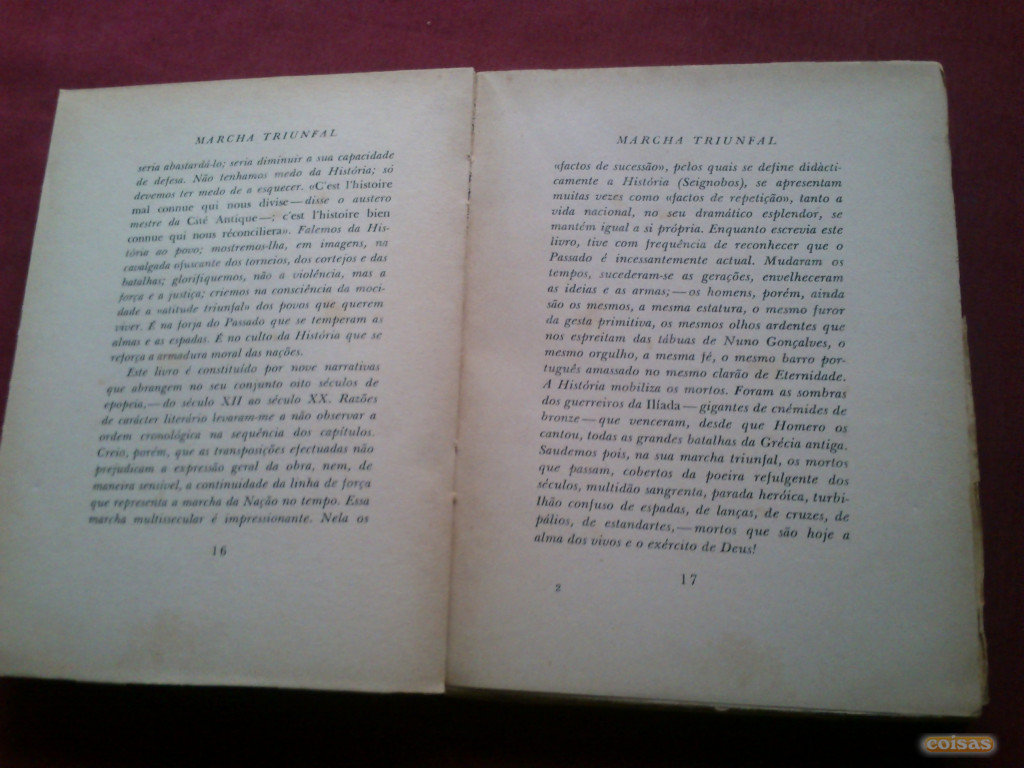 MARCHA TRIUNFAL
seria abastardá-lo; seria diminuir a sua capacidade
de defesa. Não tenhamos medo da História; só
devemos ter medo de a esquecer. «C'est l'histoire
mal connue qui nous divise — disse o austero
mestre da Cité Antique —; c'est l'histoire bien
connue qui nous réconciliera». Falemos da His-
tória ao povo; mostremos-lha, em imagens, na
cavalgada ofuscante dos torneios, dos cortejos e das
batalhas; glorifiquemos, não a violência, mas a
força e a justiça; criemos na consciência da moci-
dade a «atitude triunfal» dos povos que querem
viver. É na forja do Passado que se temperam as
almas e as espadas. É no culto da História que se
reforça a armadura moral das nações.
Este livro é constituído por nove narrativas
que abrangem no seu conjunto oito séculos de
epopeia, — do século XII ao século XX. Razões
de carácter literário levaram-me a não observar a
ordem cronológica na sequência dos capítulos.
Creio, porém, que as transposições efectuadas não
prejudicam a expressão geral da obra, nem, de
maneira sensível, a continuidade da linha de força
que representa a marcha da Nação no tempo. Essa
marcha multissecular é impressionante. Nela os
16
MARCHA TRIUNFAL
«factos de sucessão», pelos quais se define didàcti-
camente a História (Seignobos), se apresentam
muitas vezes como «factos de repetição», tanto a
vida nacional, no seu dramático esplendor, se
mantém igual a si própria. Enquanto escrevia este
livro, tive com frequência de reconhecer que o
Passado é incessantemente actual. Mudaram os
tempos, sucederam-se as gerações, envelheceram
as ideias e as armas; — os homens, porém, ainda
são os mesmos, a mesma estatura, o mesmo furor
da gesta primitiva, os mesmos olhos ardentes que
nos espreitam das tábuas de Nuno Gonçalves, o
mesmo orgulho, a mesma fé, o mesmo barro por-
tuguês amassado no mesmo clarão de Eternidade.
A História mobiliza os mortos. Foram as sombras
dos guerreiros da Ilíada — gigantes de cnémides de
bronze — que venceram, desde que Homero os
cantou, todas as grandes batalhas da Grécia antiga.
Saudemos pois, na sua marcha triunfal, os mortos
que passam, cobertos da poeira refulgente dos
séculos, multidão sangrenta, parada heróica, turbi-
lhão confuso de espadas, de lanças, de cruzes, de
pálios, de estandartes, — mortos que são hoje a
alma dos vivos e o exército de Deus!
2
17
coisas